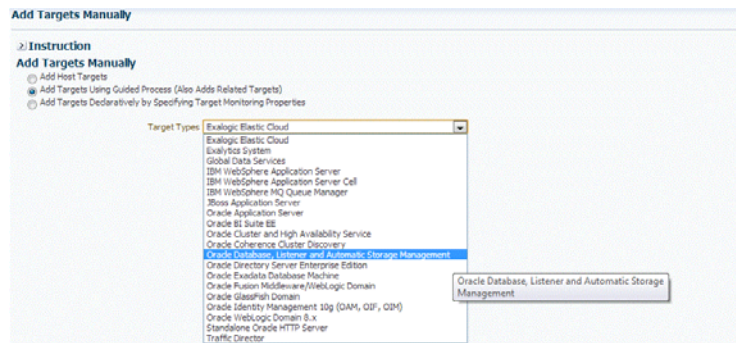 Add Targets Manually
Instruction
Add Targets Manually
Add Host Targets
Add Targets Using Guided Process (Also Adds Related Targets)
Add Targets Declaratively by Specifying Target Monitoring Properties
Target Types Exalogic Elastic Cloud
Exalogic Elastic Cloud
Exalytics System
Global Data Services
IBM WebSphere Application Server
IBM WebSphere Application Server Cell
IBM WebSphere MQ Queue Manager
JBoss Application Server
Oracle Application Server
Oracle BI Suite EE
Oracle Cluster and High Availability Service
Oracle Coherence Cluster Discovery
Oracle Database, Listener and Automatic Storage Management
Oracle Directory Server Enterprise Edition
Oracle Exadata Database Machine
Oracle Fusion Middleware/WebLogic Domain
Oracle GlassFish Domain
Oracle Identity Management 10g (OAM, OIF, OIM)
Oracle WebLogic Domain 8.x
Standalone Oracle HTTP Server
Traffic Director
Oracle Database, Listener and Automatic Storage
Management